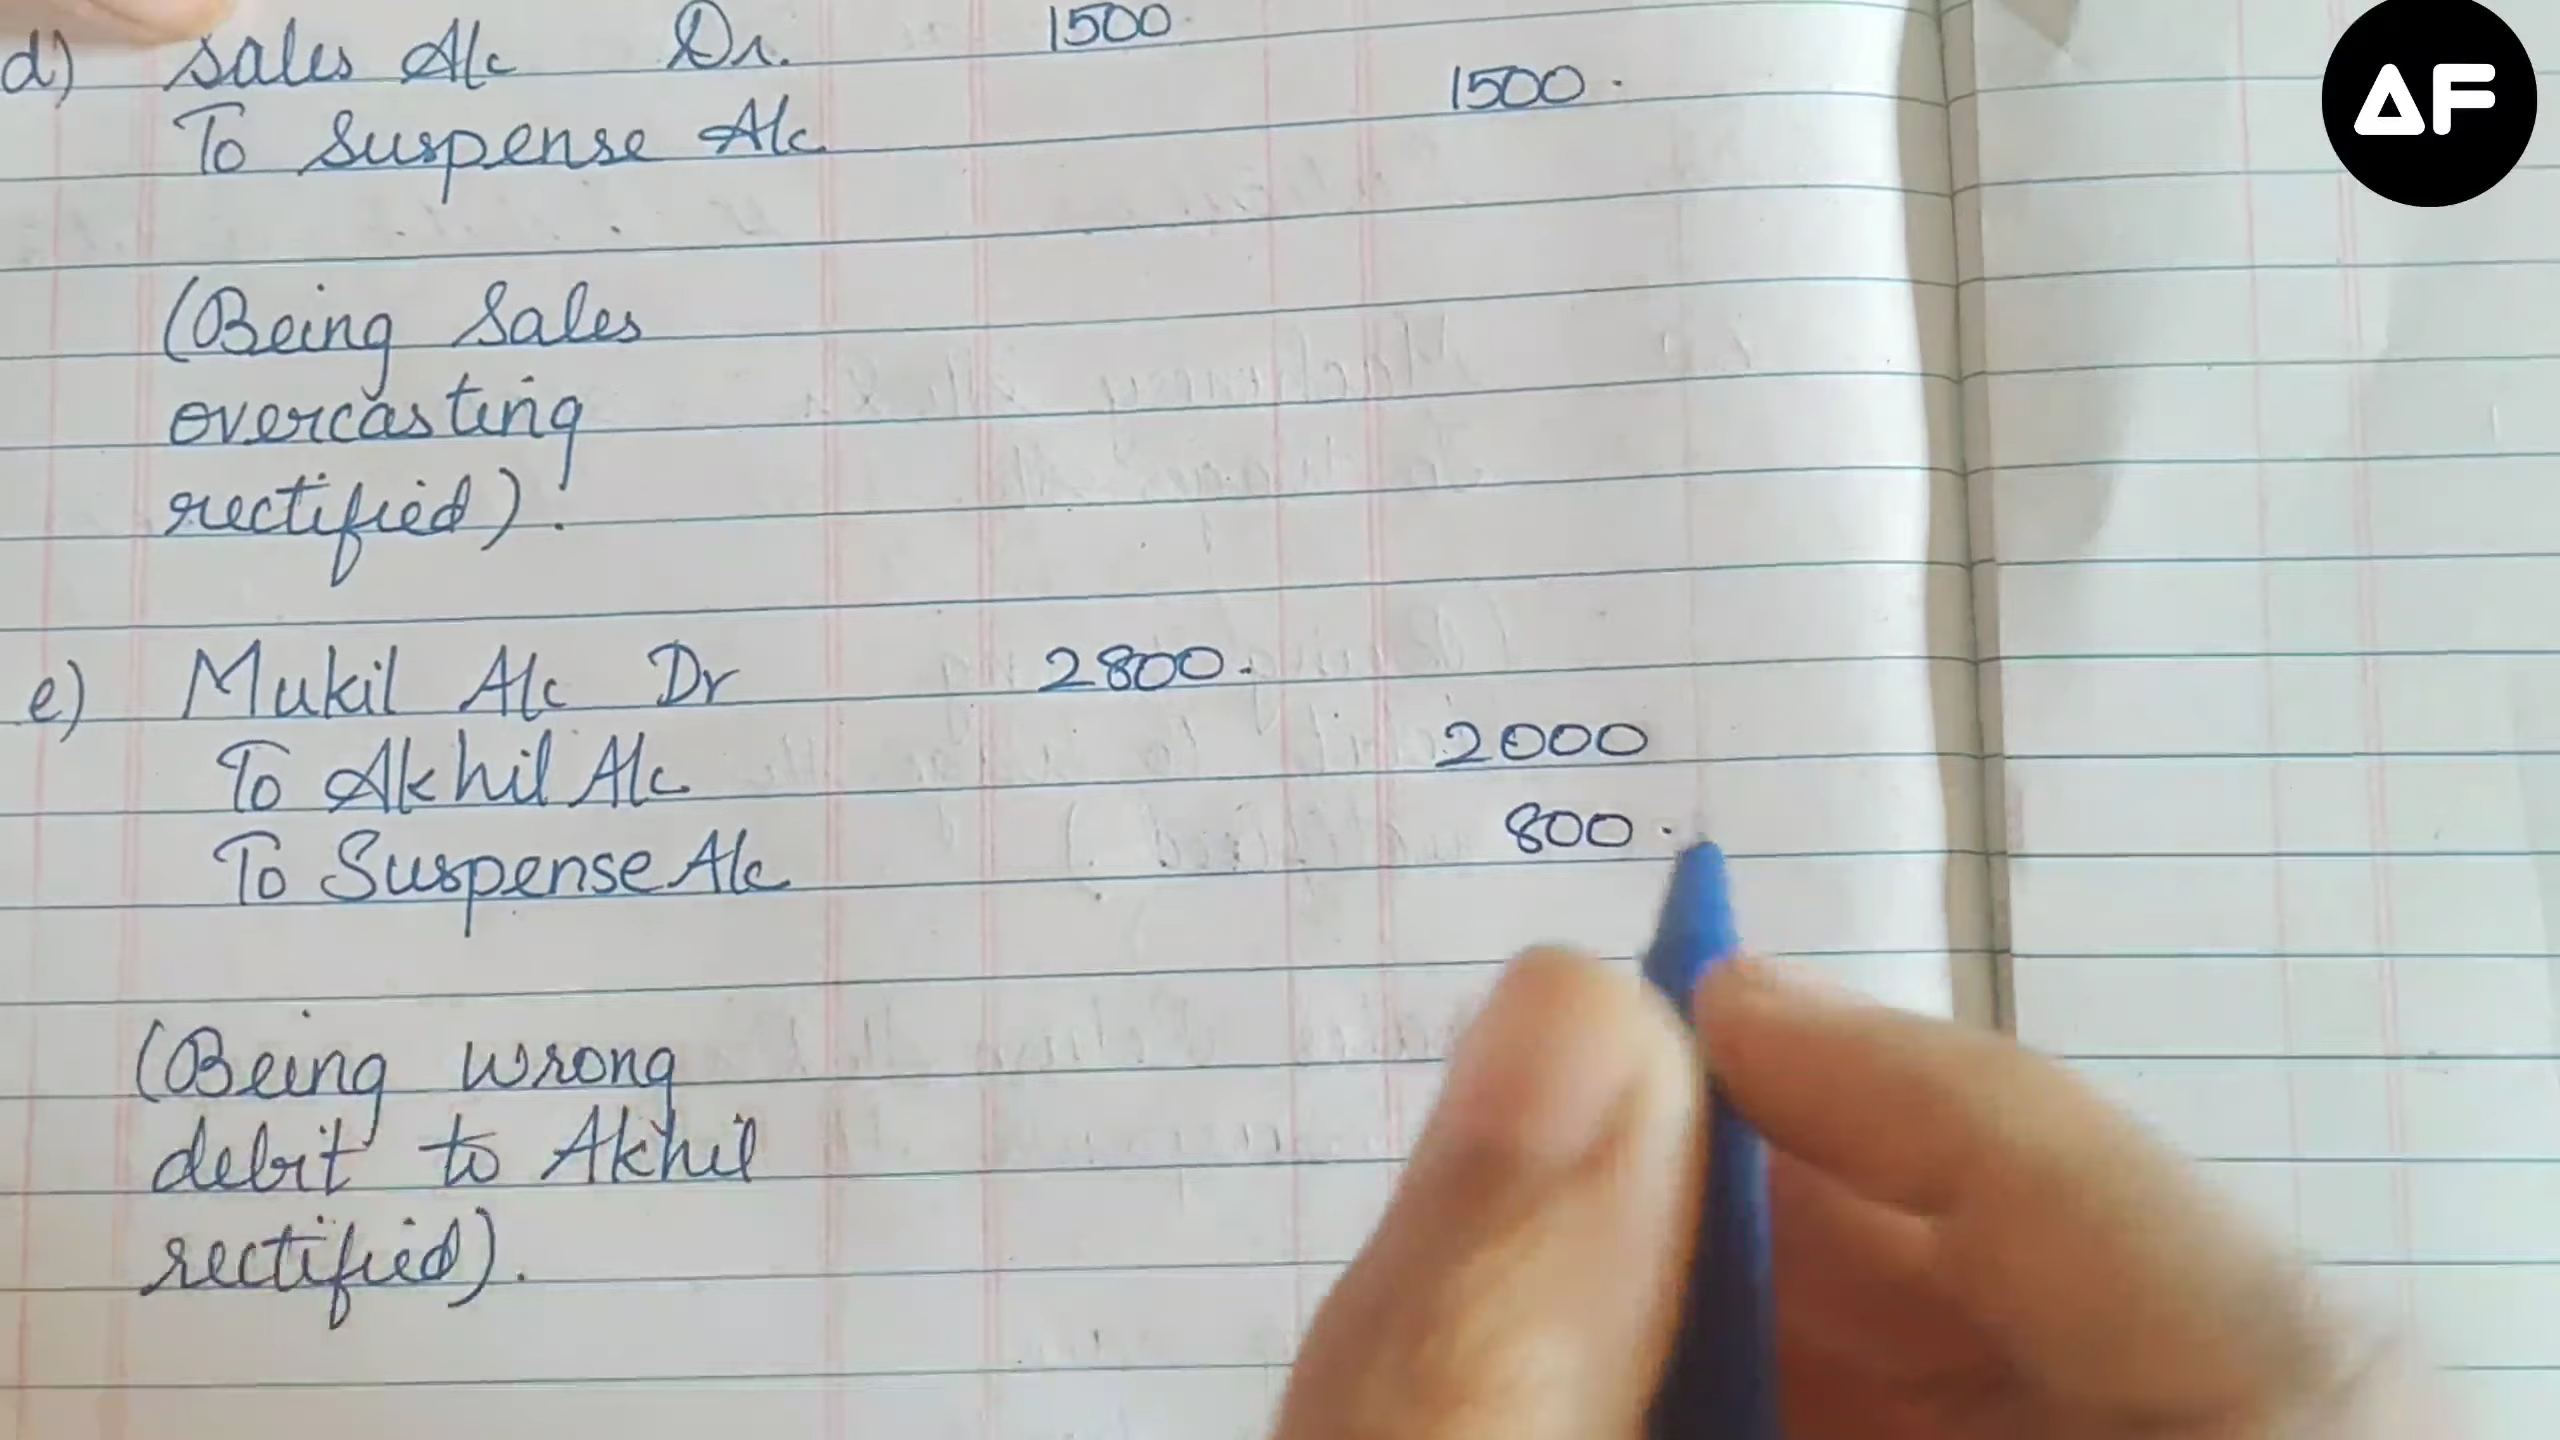 d) Sales A/c Dr. 1500
To Suspense A/c 1500.
(Being Sales
overcasting
rectified).
e) Mukil A/c Dr 2800.
To Akhil A/c 2000
To Suspense A/c 800.
(Being wrong
debit to Akhil
rectified).
AF